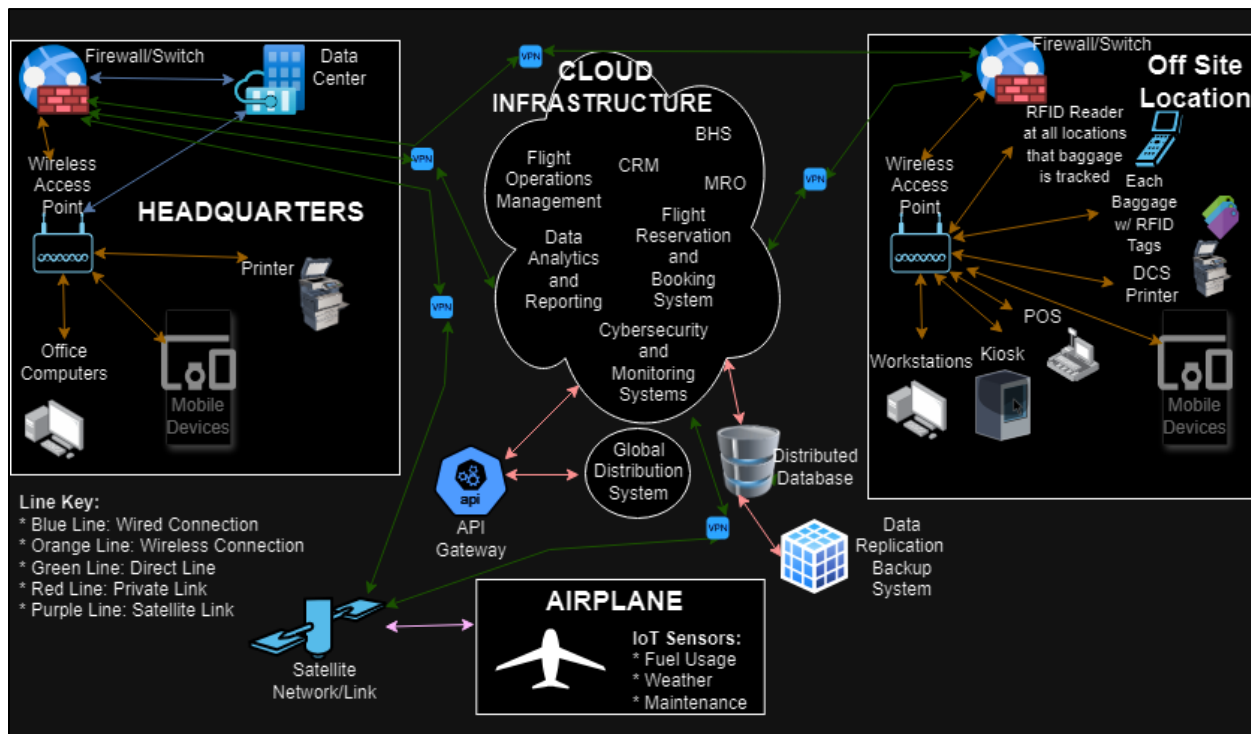 Firewall/Switch
Data
Center
Wireless
Access
Point
HEADQUARTERS
Printer
Office
Computers
Mobile
Devices
VPN
VPN
VPN
VPN
VPN
CLOUD
INFRASTRUCTURE
BHS
CRM
MRO
Flight
Operations
Management
Data
Analytics
and
Reporting
Flight
Reservation
and
Booking
System
Cybersecurity
and
Monitoring
Systems
Firewall/Switch
Off Site
Location
RFID Reader
at all locations
that baggage
is tracked
Wireless
Access
Point
Each
Baggage
w/ RFID
Tags
DCS
Printer
POS
Kiosk
Workstations
Mobile
Devices
api
API
Gateway
Global
Distribution
System
Distributed
Database
Data
Replication
Backup
System
Line Key:
* Blue Line: Wired Connection
* Orange Line: Wireless Connection
* Green Line: Direct Line
* Red Line: Private Link
* Purple Line: Satellite Link
Satellite
Network/Link
AIRPLANE
IoT Sensors:
* Fuel Usage
* Weather
* Maintenance